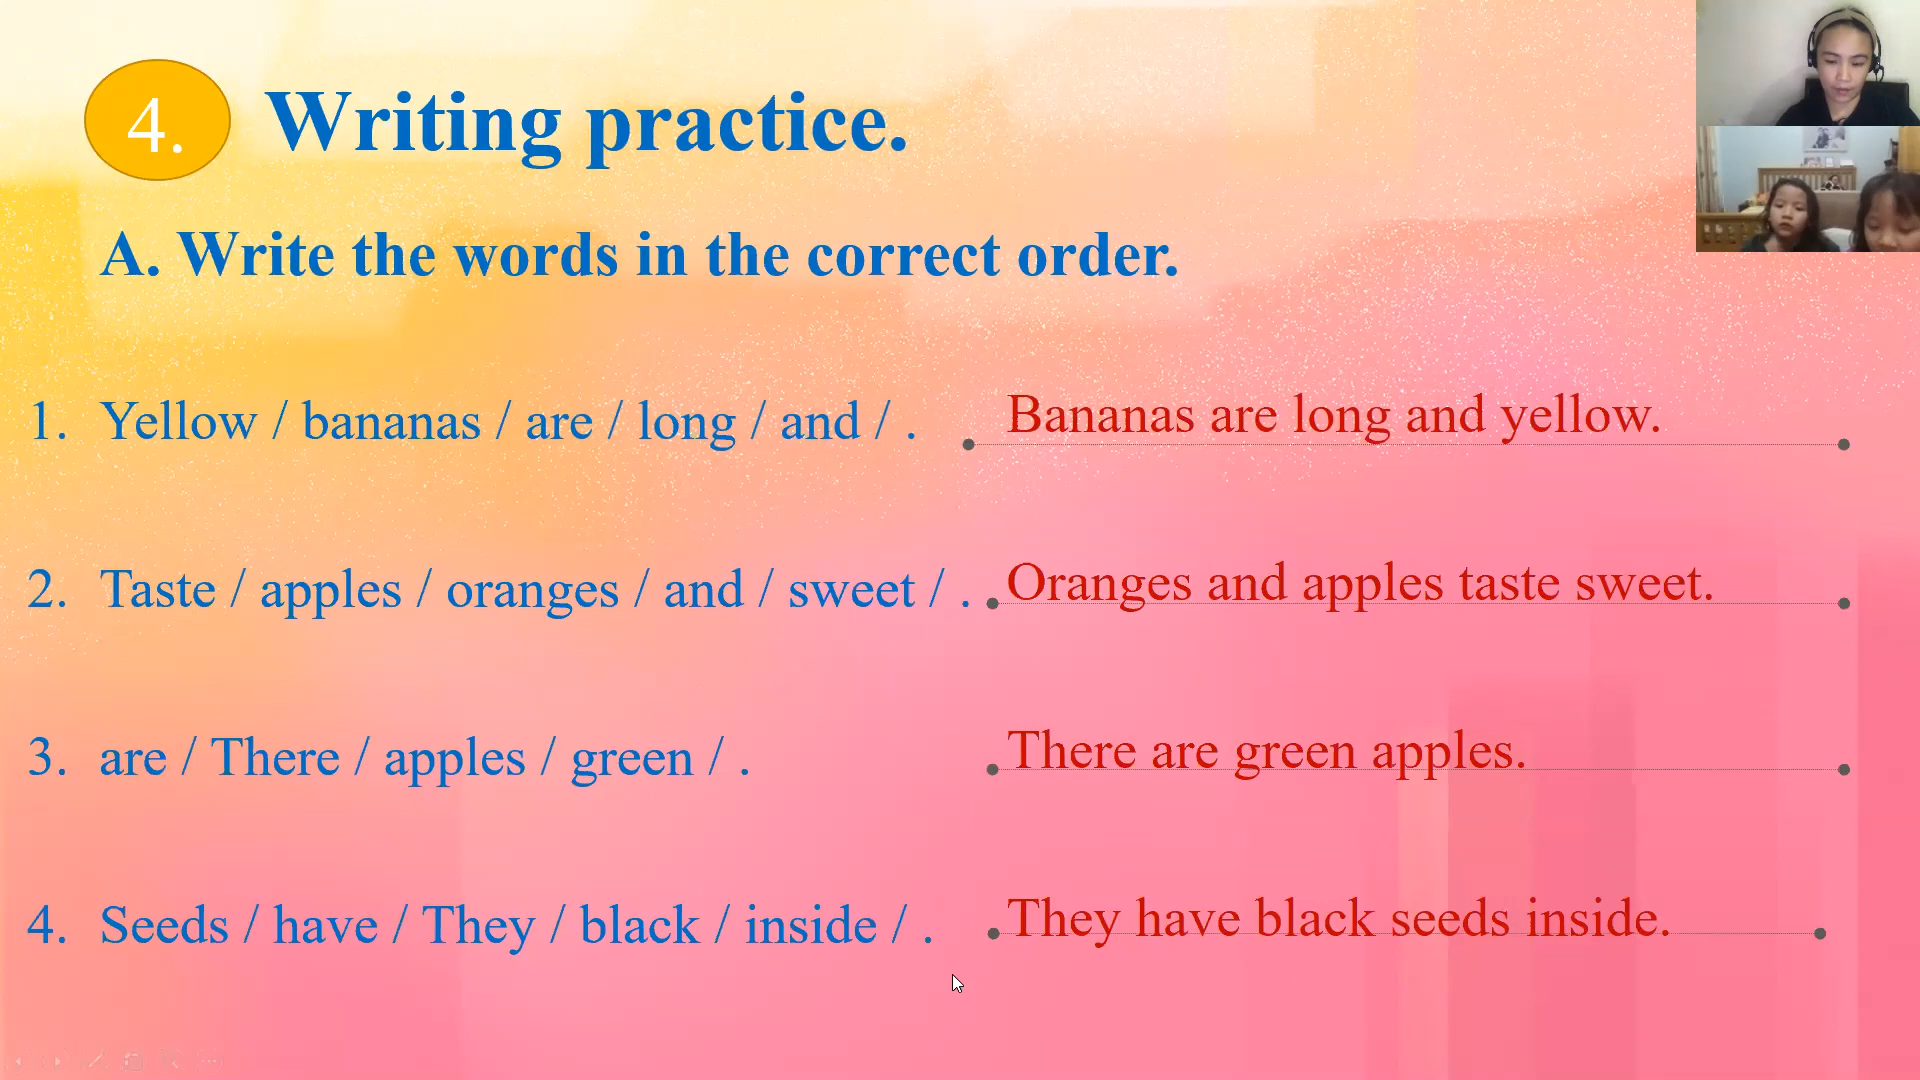 4. Writing practice.
A. Write the words in the correct order.
1. Yellow / bananas / are / long / and / . Bananas are long and yellow.
2. Taste / apples / oranges / and / sweet / . Oranges and apples taste sweet.
3. are / There / apples / green / . There are green apples.
4. Seeds / have / They / black / inside / . They have black seeds inside.